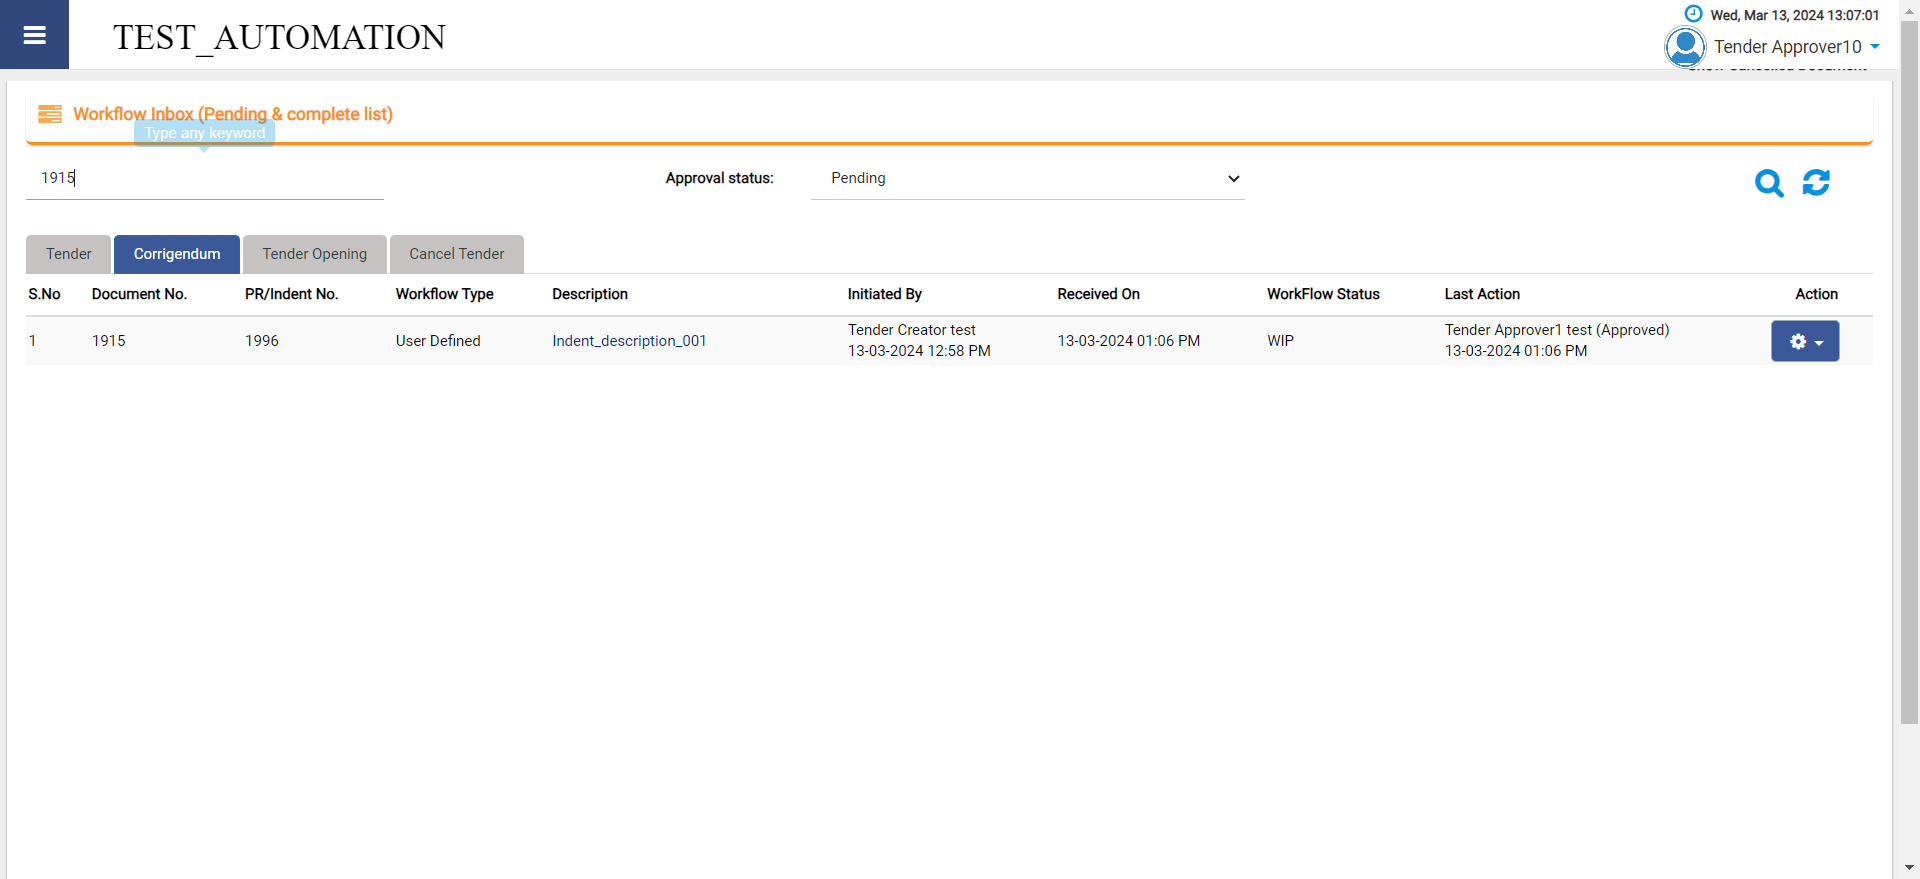 TEST_AUTOMATION
Wed, Mar 13, 2024 13:07:01
Tender Approver10
Show Cancelled Document
Workflow Inbox (Pending & complete list)
Type any keyword
1915
Approval status:
Pending
Tender
Corrigendum
Tender Opening
Cancel Tender
S.No Document No. PR/Indent No. Workflow Type Description Initiated By Received On WorkFlow Status Last Action Action
1 1915 1996 User Defined Indent_description_001 Tender Creator test 13-03-2024 01:06 PM WIP Tender Approver1 test (Approved)
13-03-2024 12:58 PM 13-03-2024 01:06 PM